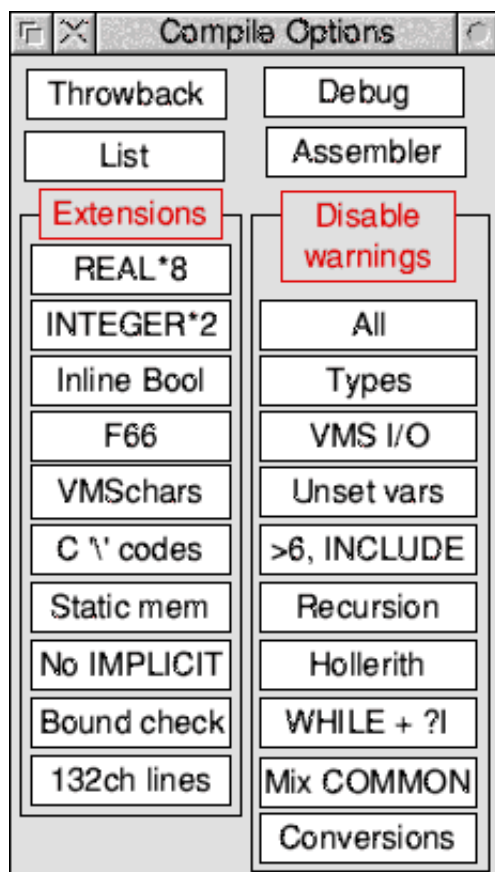 Compile Options
Throwback
Debug
List
Assembler
Extensions
REAL*8
INTEGER*2
Inline Bool
F66
VMSchars
C '\' codes
Static mem
No IMPLICIT
Bound check
132ch lines
Disable
warnings
All
Types
VMS I/O
Unset vars
>6, INCLUDE
Recursion
Hollerith
WHILE + ?I
Mix COMMON
Conversions